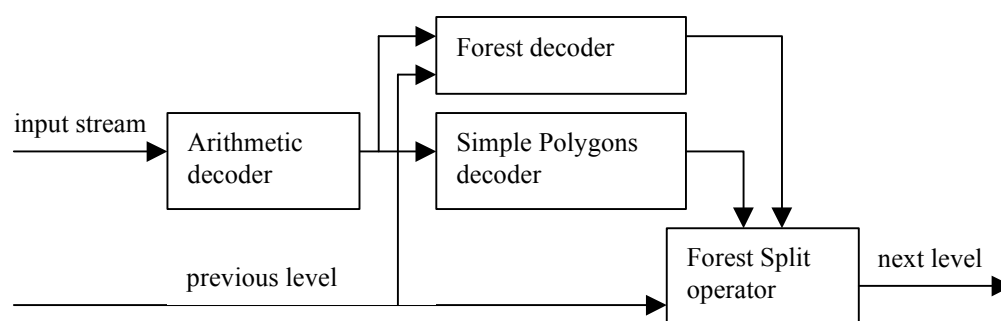 Forest decoder
input stream
Arithmetic
decoder
Simple Polygons
decoder
previous level
Forest Split
operator
next level